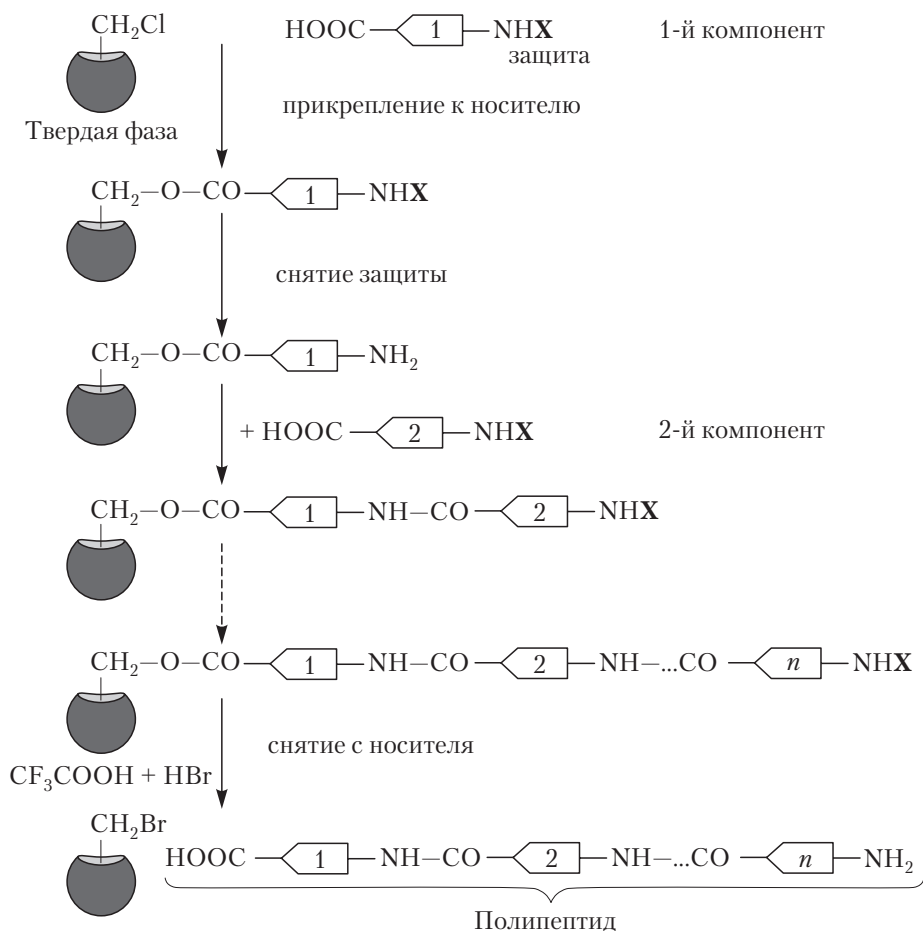 CH₂Cl
HOOC 1 NHX 1-й компонент
защита
прикрепление к носителю
Твердая фаза
CH₂–O–CO 1 NHX
снятие защиты
CH₂–O–CO 1 NH₂
+ HOOC 2 NHX 2-й компонент
CH₂–O–CO 1 NH–CO 2 NHX
CH₂–O–CO 1 NH–CO 2 NH–...CO n NHX
снятие с носителя
CF₃COOH + HBr
CH₂Br
HOOC 1 NH–CO 2 NH–...CO n NH₂
Полипептид